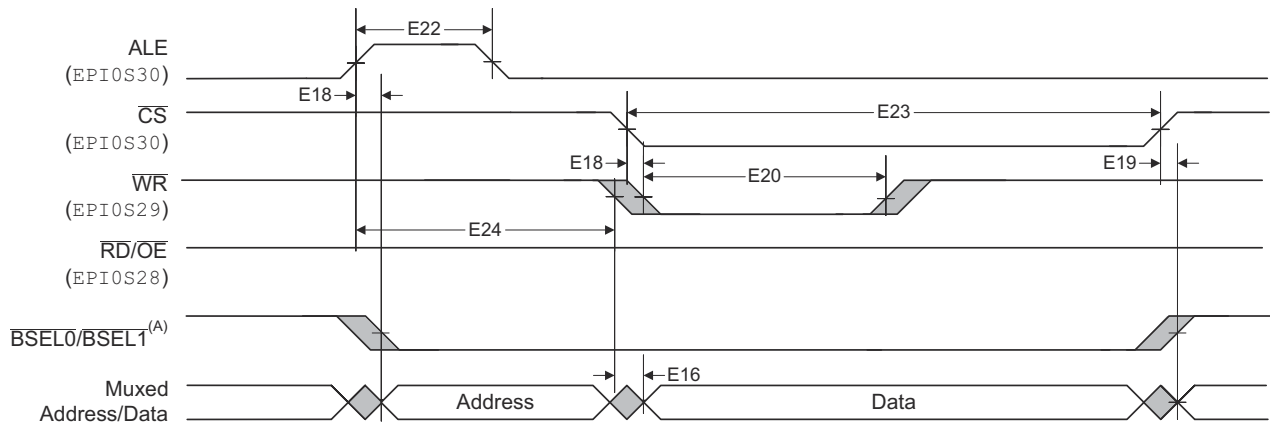 E22
ALE
(EPI0S30)
E18
CS
E23
(EPI0S30)
E18
E19
WR
E20
(EPI0S29)
E24
RD/OE
(EPI0S28)
BSEL0/BSEL1(A)
E16
Muxed
Address/Data
Address
Data